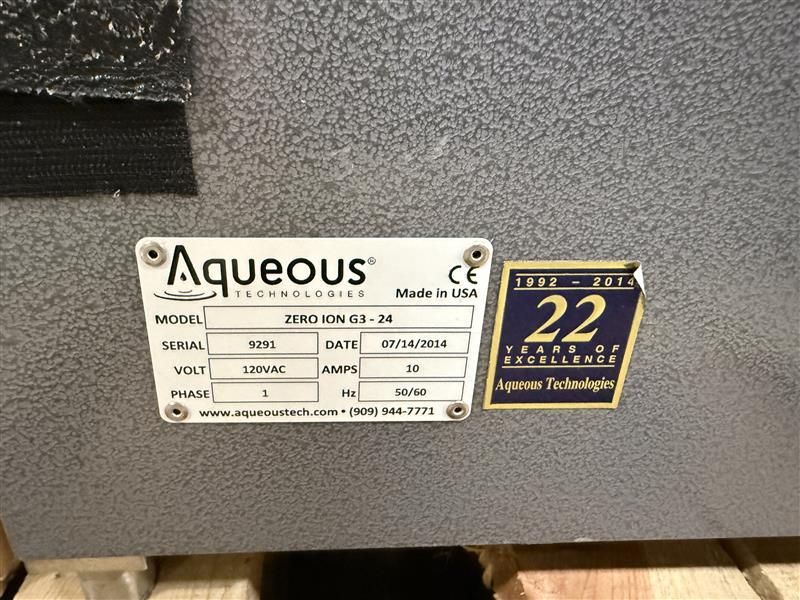 Aqueous®
TECHNOLOGIES
CE
Made in USA
MODEL ZERO ION G3 - 24
SERIAL 9291 DATE 07/14/2014
VOLT 120VAC AMPS 10
PHASE 1 Hz 50/60
www.aqueoustech.com • (909) 944-7771
1992 - 2014
22
YEARS OF
EXCELLENCE
Aqueous Technologies